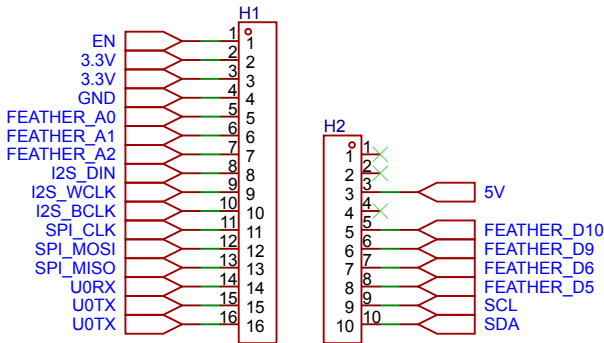 H1
EN 1 1
3.3V 2 2
3.3V 3 3
GND 4 4
FEATHER_A0 5 5
FEATHER_A1 6 6
FEATHER_A2 7 7
I2S_DIN 8 8
I2S_WCLK 9 9
I2S_BCLK 10 10
SPI_CLK 11 11
SPI_MOSI 12 12
SPI_MISO 13 13
U0RX 14 14
U0TX 15 15
U0TX 16 16
H2
1 1
2 2
3 3 5V
4 4
5 5 FEATHER_D10
6 6 FEATHER_D9
7 7 FEATHER_D6
8 8 FEATHER_D5
9 9 SCL
10 10 SDA